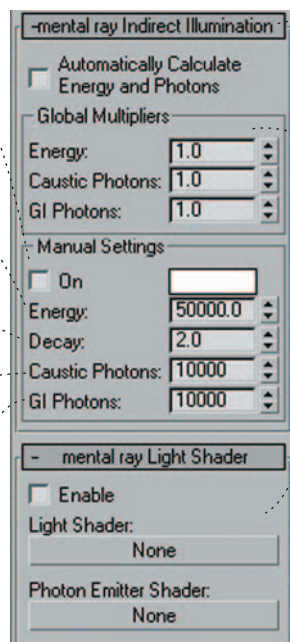 -mental ray Indirect Illumination
Automatically Calculate
Energy and Photons
Global Multipliers
Energy: 1.0
Caustic Photons: 1.0
GI Photons: 1.0
Manual Settings
On
Energy: 50000.0
Decay: 2.0
Caustic Photons: 10000
GI Photons: 10000
- mental ray Light Shader
Enable
Light Shader:
None
Photon Emitter Shader:
None